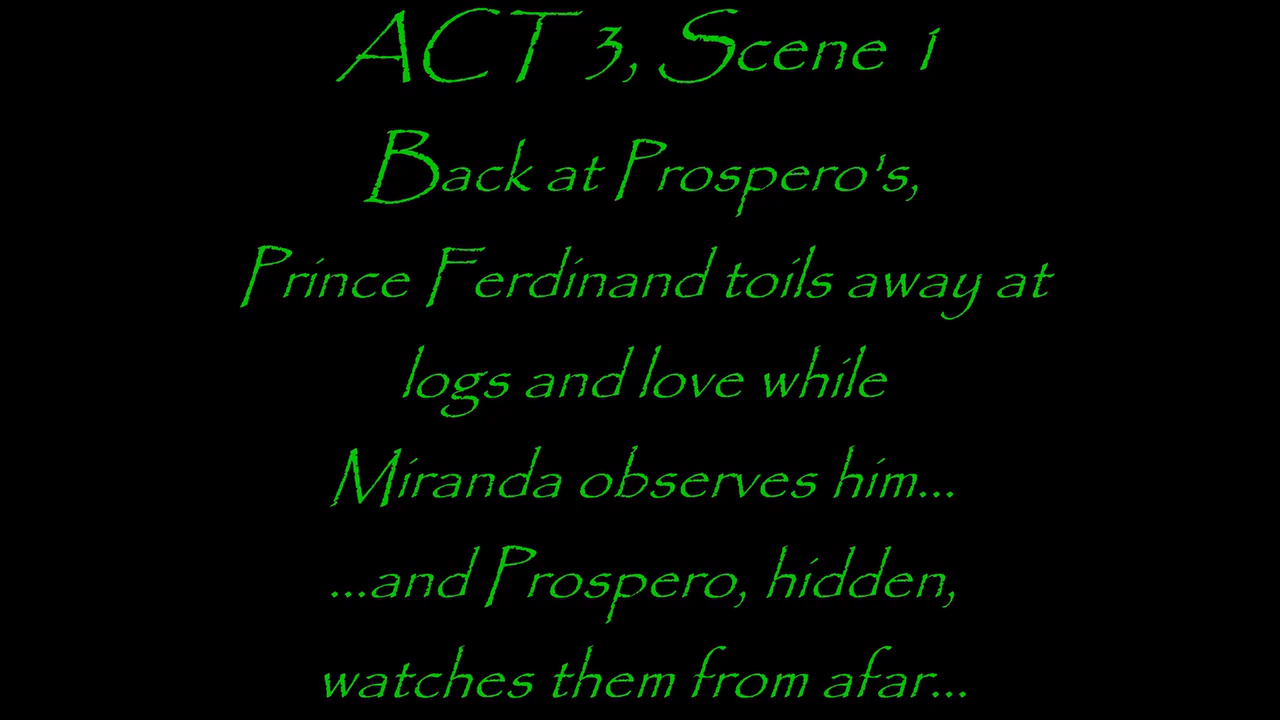 ACT 3, Scene 1
Back at Prospero's,
Prince Ferdinand toils away at
logs and love while
Miranda observes him...
...and Prospero, hidden,
watches them from afar...